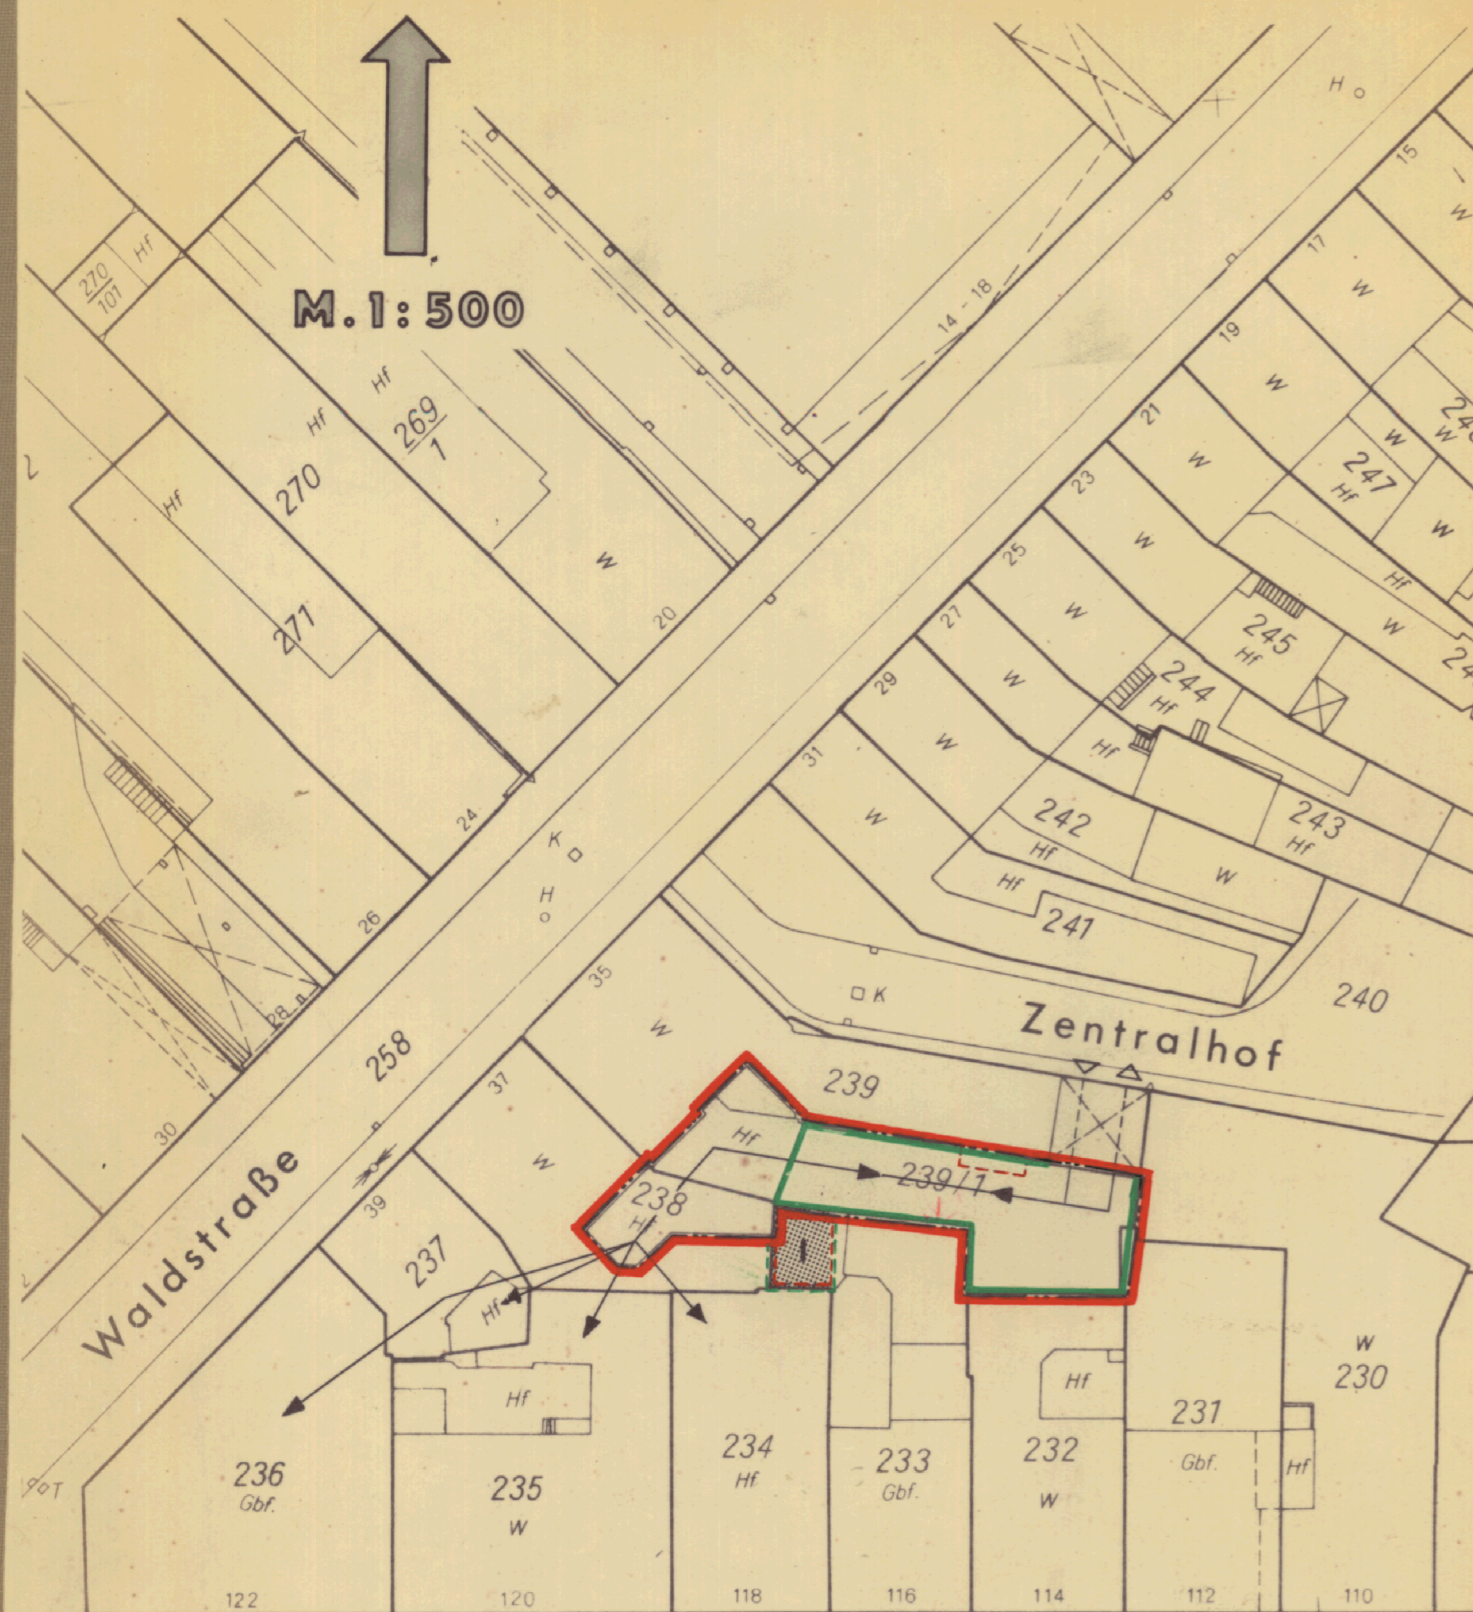 H
15
W
17
W
Hf
270
101
14 - 18
M. 1: 500
19
W
Hf
Hf
269
1
21
W
W
W
247
Hf
270
Hf
23
W
25
W
W
Hf
27
W
W
20
245
Hf
271
244
Hf
29
W
Hf
31
W
W
242
Hf
243
Hf
24
K
H
Hf
W
241
26
35
K
240
28
W
Zentralhof
258
37
239
30
W
Hf
239/1
Waldstraße
39
238
Hf
I
237
Hf
W
230
Hf
Hf
231
234
Hf
232
233
Gbf.
Gbf.
Hf
236
Gbf.
235
W
W
T
122
120
118
116
114
112
110